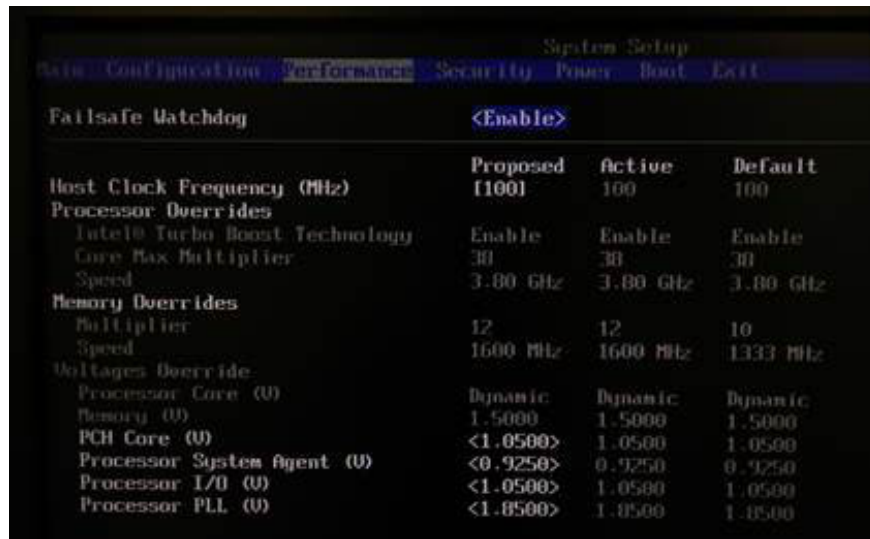 System Setup
Main Configuration Performance Security Power Boot Exit
Failsafe Watchdog <Enable>
Proposed Active Default
Host Clock Frequency (MHz) [100] 100 100
Processor Overrides
Intel® Turbo Boost Technology Enable Enable Enable
Core Max Multiplier 38 38 38
Speed 3.80 GHz 3.80 GHz 3.80 GHz
Memory Overrides
Multiplier 12 12 10
Speed 1600 MHz 1600 MHz 1333 MHz
Voltages Override
Processor Core (V) Dynamic Dynamic Dynamic
Memory (V) 1.5000 1.5000 1.5000
PCH Core (V) <1.0500> 1.0500 1.0500
Processor System Agent (V) <0.9250> 0.9250 0.9250
Processor I/O (V) <1.0500> 1.0500 1.0500
Processor PLL (V) <1.8500> 1.8500 1.8500